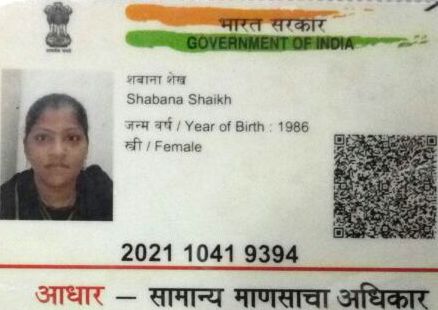 भारत सरकार
GOVERNMENT OF INDIA
शबाना शेख
Shabana Shaikh
जन्म वर्ष / Year of Birth : 1986
स्त्री / Female
2021 1041 9394
आधार – सामान्य माणसाचा अधिकार